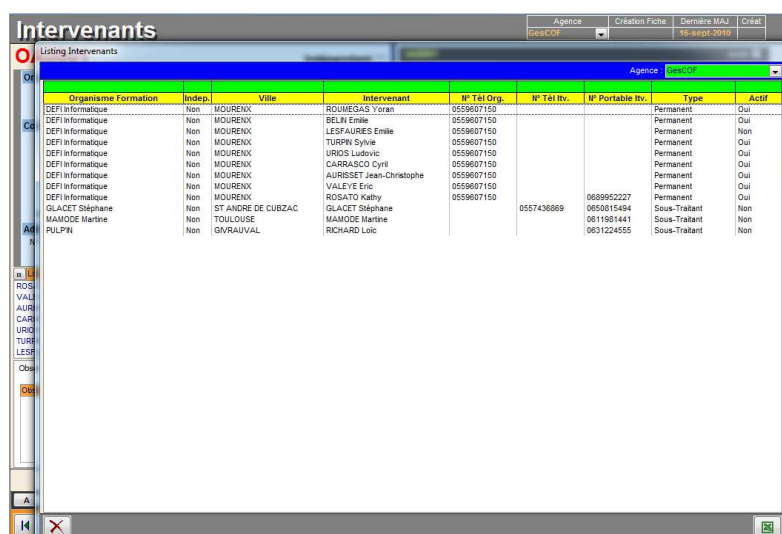 Intervenants
Agence Création Fiche Dernière MAJ Créat
GesCOF 16-sept-2010
Listing Intervenants
Agence : GesCOF
Organisme Formation Indep. Ville Intervenant N° Tél Org. N° Tél Itv. N° Portable Itv. Type Actif
DEFI Informatique Non MOURENX ROUMEGAS Yoran 0559607150 Permanent Oui
DEFI Informatique Non MOURENX BELIN Emilie 0559607150 Permanent Oui
DEFI Informatique Non MOURENX LESFAURIES Emilie 0559607150 Permanent Non
DEFI Informatique Non MOURENX TURPIN Sylvie 0559607150 Permanent Oui
DEFI Informatique Non MOURENX URIOS Ludovic 0559607150 Permanent Oui
DEFI Informatique Non MOURENX CARRASCO Cyril 0559607150 Permanent Oui
DEFI Informatique Non MOURENX AURISSET Jean-Christophe 0559607150 Permanent Oui
DEFI Informatique Non MOURENX VALEYE Eric 0559607150 Permanent Oui
DEFI Informatique Non MOURENX ROSATO Kathy 0559607150 0689952227 Permanent Oui
GLACET Stéphane Non ST ANDRE DE CUBZAC GLACET Stéphane 0557436869 0650815494 Sous-Traitant Non
MAMODE Martine Non TOULOUSE MAMODE Martine 0611981441 Sous-Traitant Oui
PULP'IN Non GIVRAUVAL RICHARD Loïc 0631224555 Sous-Traitant Non
ROS
VAL
AURI
CAR
URIO
TURP
LESF
Obs
Obs
A